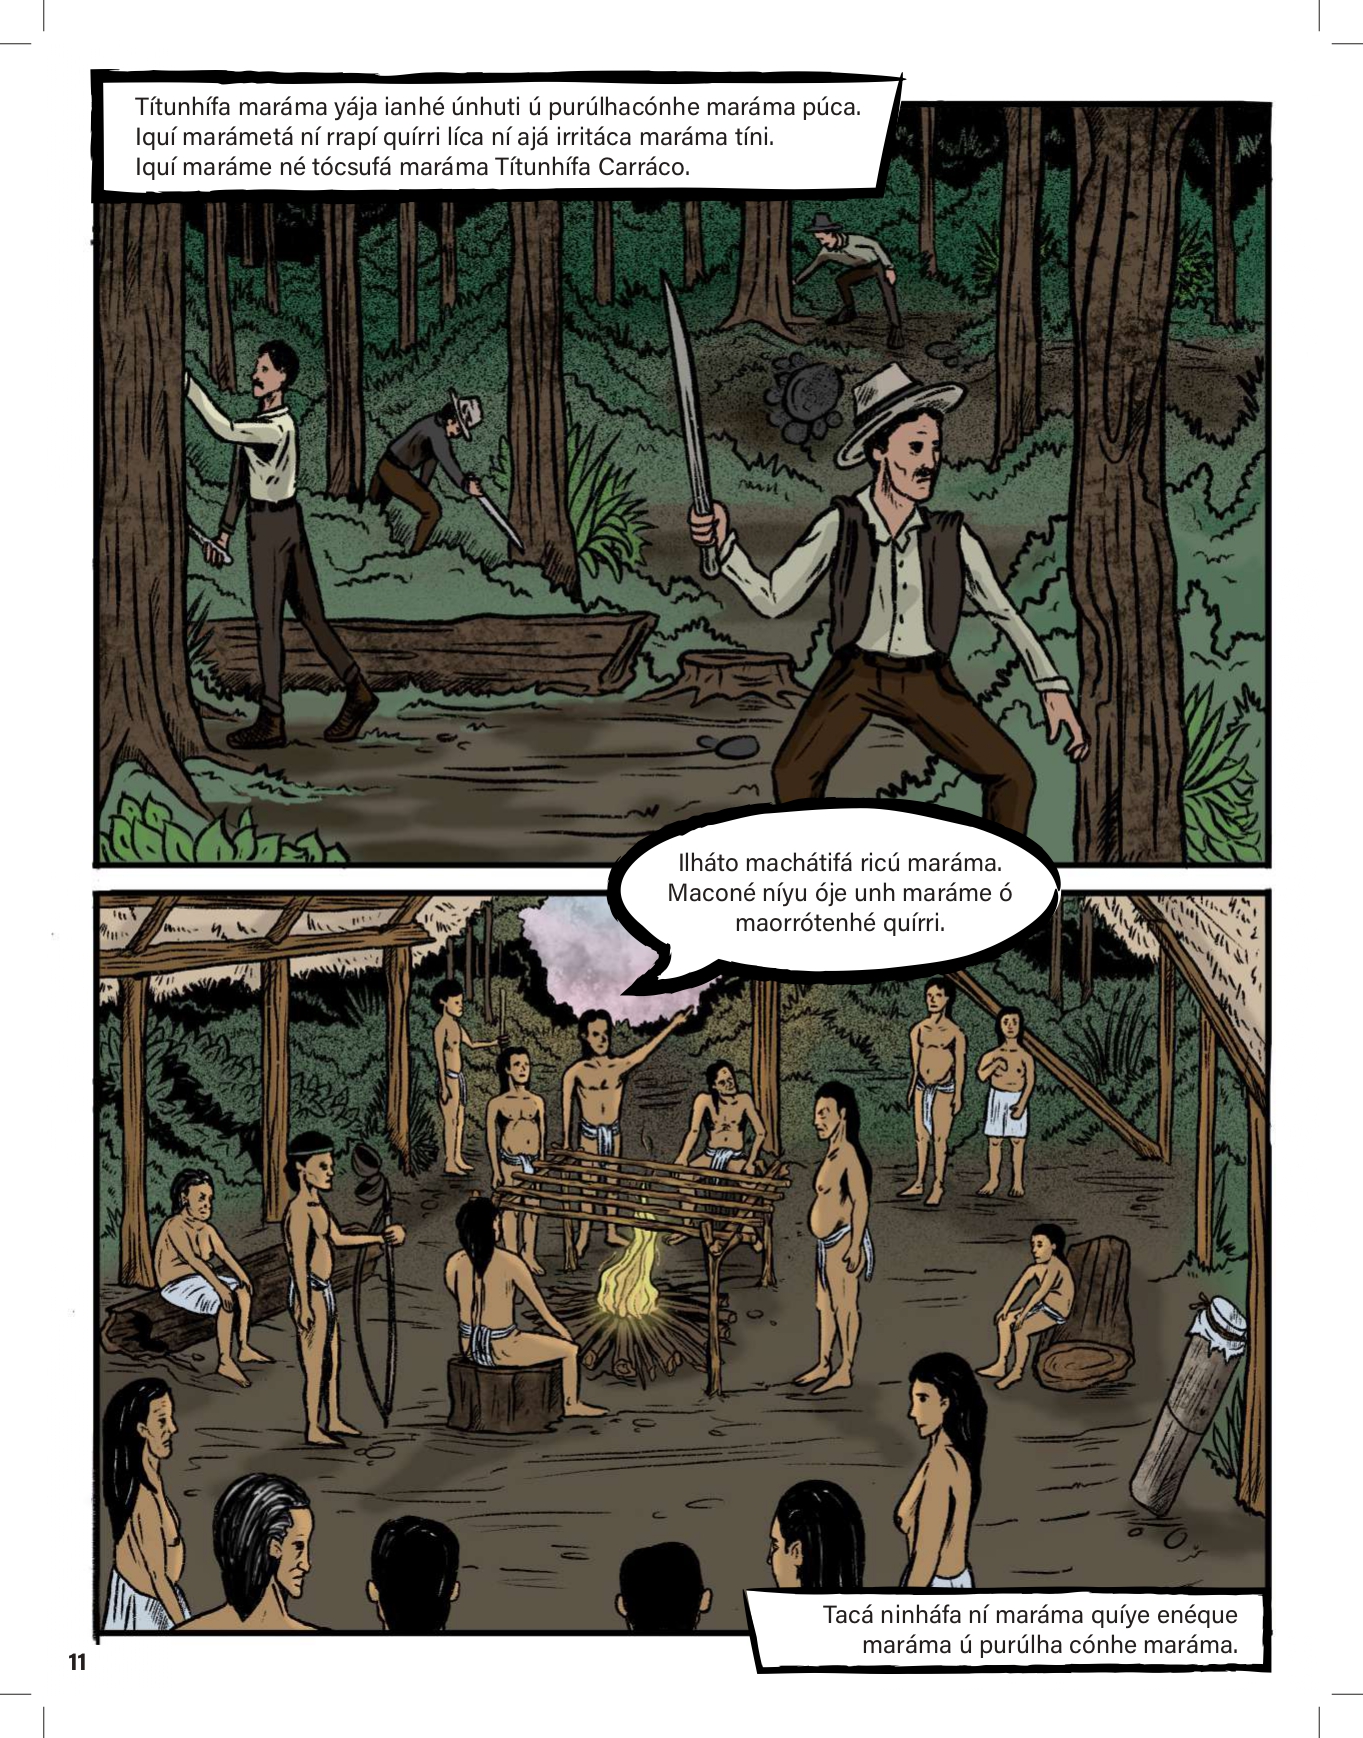 Títunhífa maráma yája ianhé únhuti ú purúlhacónhe maráma púca.
Iquí marámetá ní rrapí quírri líca ní ajá irritáca maráma tíni.
Iquí maráme né tócsufá maráma Títunhífa Carráco.
Ilháto machátifá ricú maráma.
Maconé níyu óje unh maráme ó
maorrótenhé quírri.
Tacá ninháfa ní maráma quíye enéque
maráma ú purúlha cónhe maráma.
11